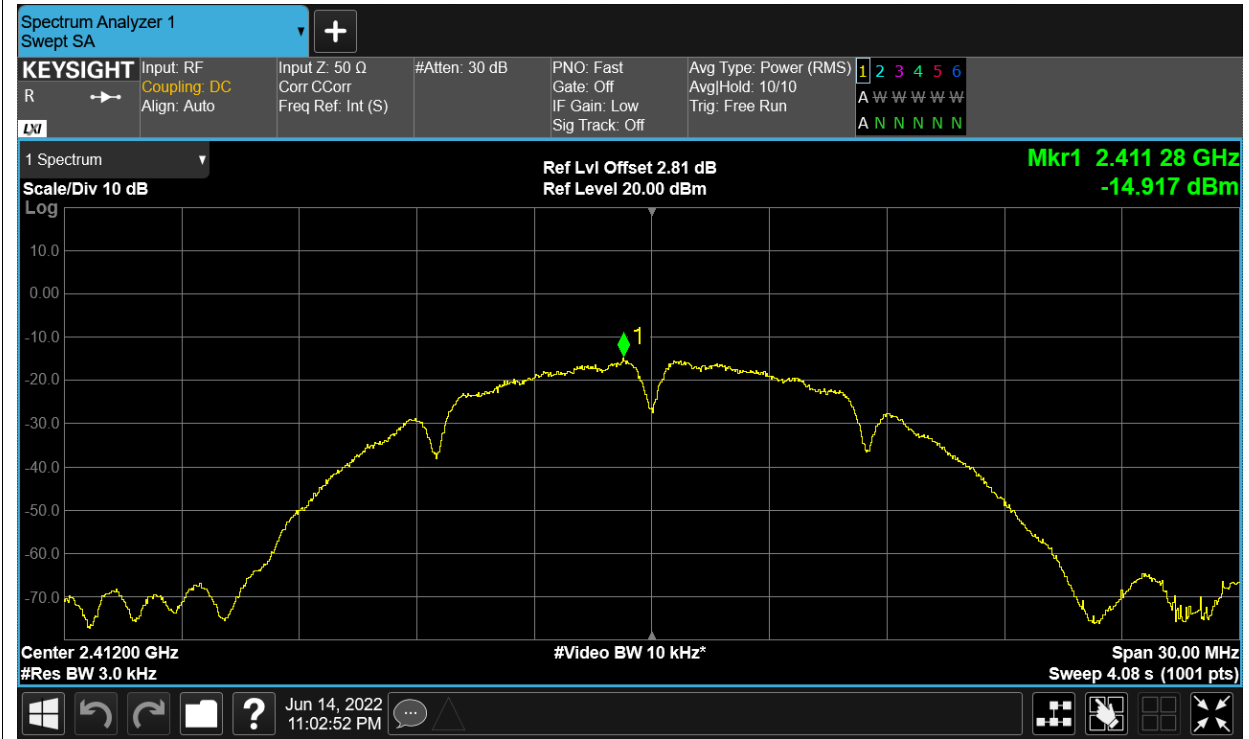 Spectrum Analyzer 1
Swept SA
+
KEYSIGHT
R
LXI
Input: RF
Coupling: DC
Align: Auto
Input Z: 50 Ω
Corr CCorr
Freq Ref: Int (S)
#Atten: 30 dB
PNO: Fast
Gate: Off
IF Gain: Low
Sig Track: Off
Avg Type: Power (RMS)
Avg|Hold: 10/10
Trig: Free Run
1 2 3 4 5 6
A W W W W W
A N N N N N
1 Spectrum
Scale/Div 10 dB
Log
Ref Lvl Offset 2.81 dB
Ref Level 20.00 dBm
Mkr1 2.411 28 GHz
-14.917 dBm
10.0
0.00
-10.0
1
-20.0
-30.0
-40.0
-50.0
-60.0
-70.0
Center 2.41200 GHz
#Res BW 3.0 kHz
#Video BW 10 kHz*
Span 30.00 MHz
Sweep 4.08 s (1001 pts)
?
Jun 14, 2022
11:02:52 PM